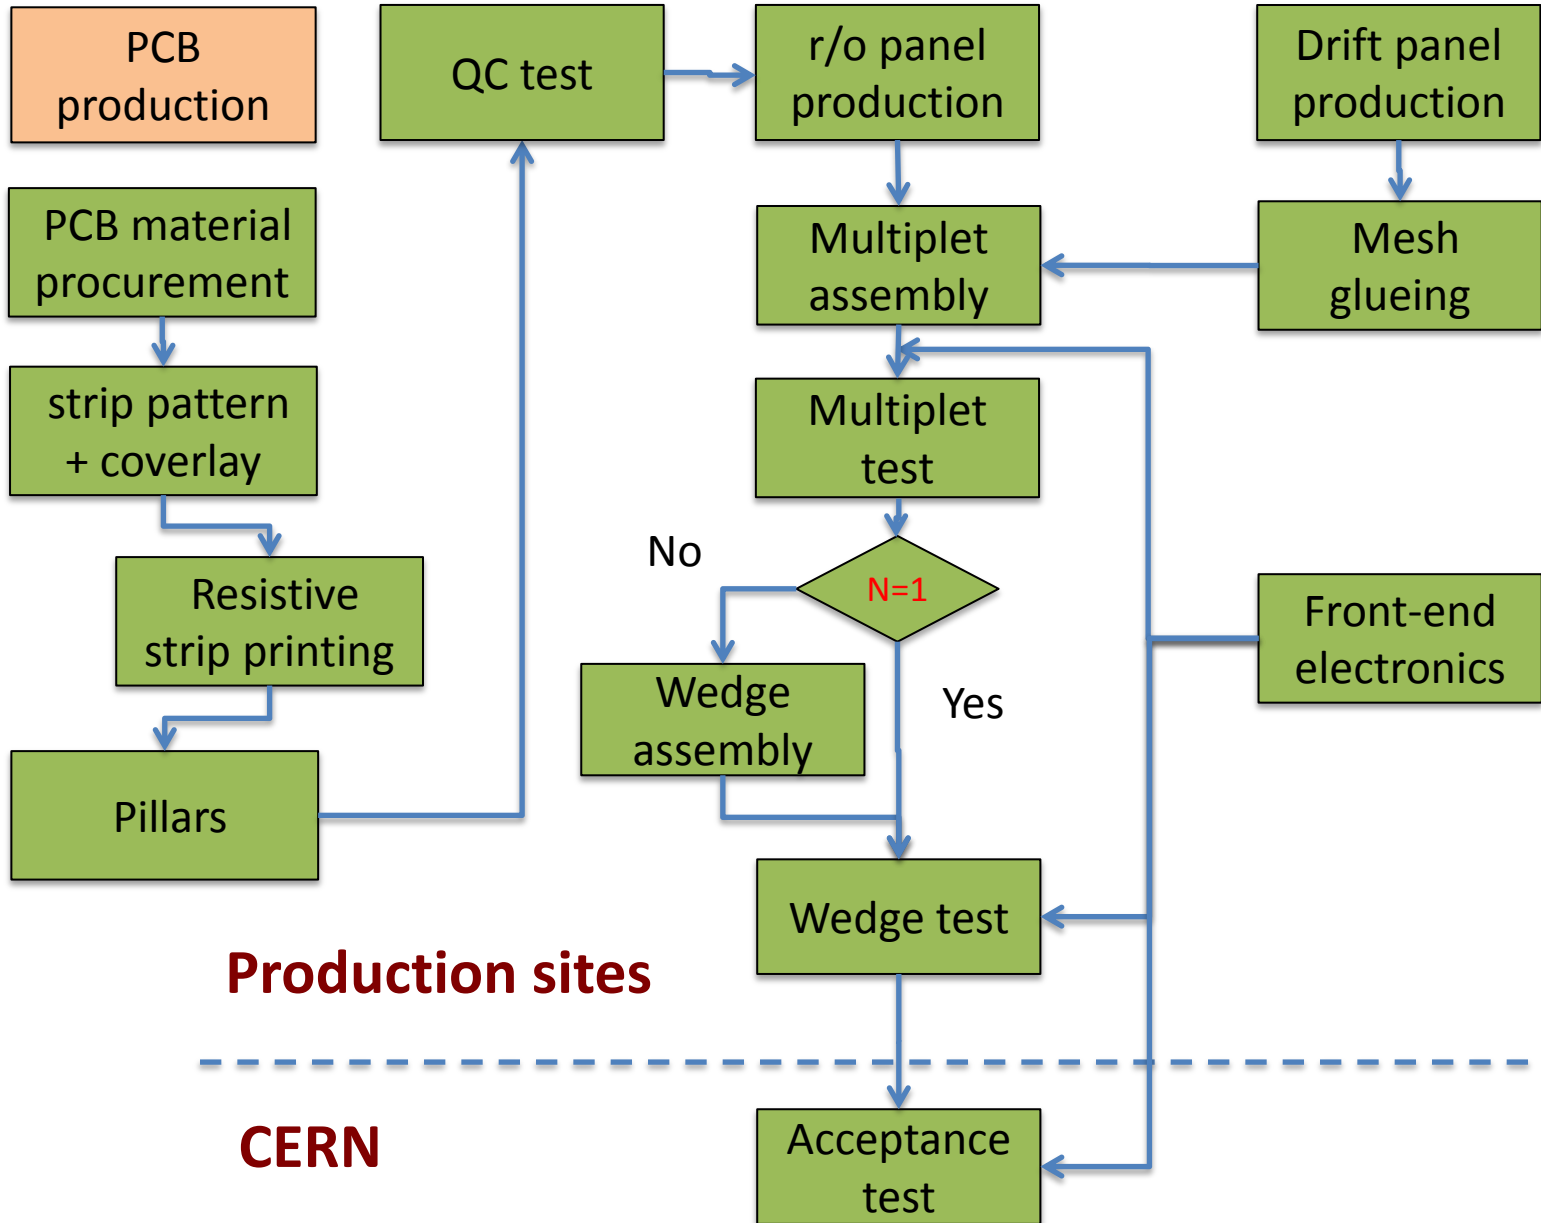 PCB
production
QC test
r/o panel
production
Drift panel
production
PCB material
procurement
Multiplet
assembly
Mesh
glueing
strip pattern
+ coverlay
Multiplet
test
No
N=1
Resistive
strip printing
Front-end
electronics
Wedge
assembly
Yes
Pillars
Wedge test
Production sites
CERN
Acceptance
test